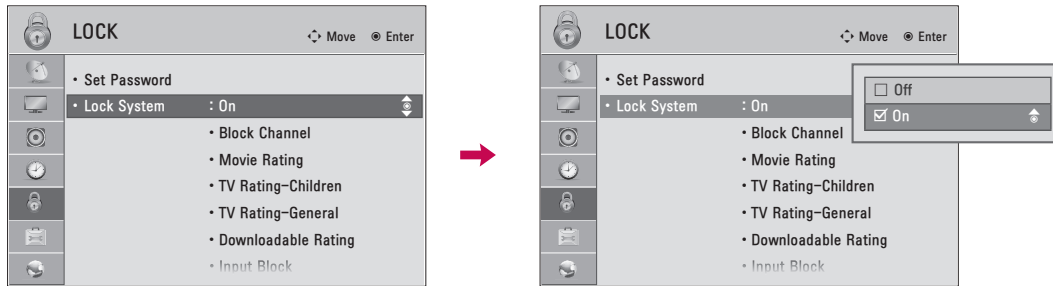 LOCK
Move
Enter
• Set Password
• Lock System : On
• Block Channel
• Movie Rating
• TV Rating-Children
• TV Rating-General
• Downloadable Rating
• Input Block
LOCK
Move
Enter
• Set Password
• Lock System : On
• Block Channel
• Movie Rating
• TV Rating-Children
• TV Rating-General
• Downloadable Rating
• Input Block
☐ Off
☑ On